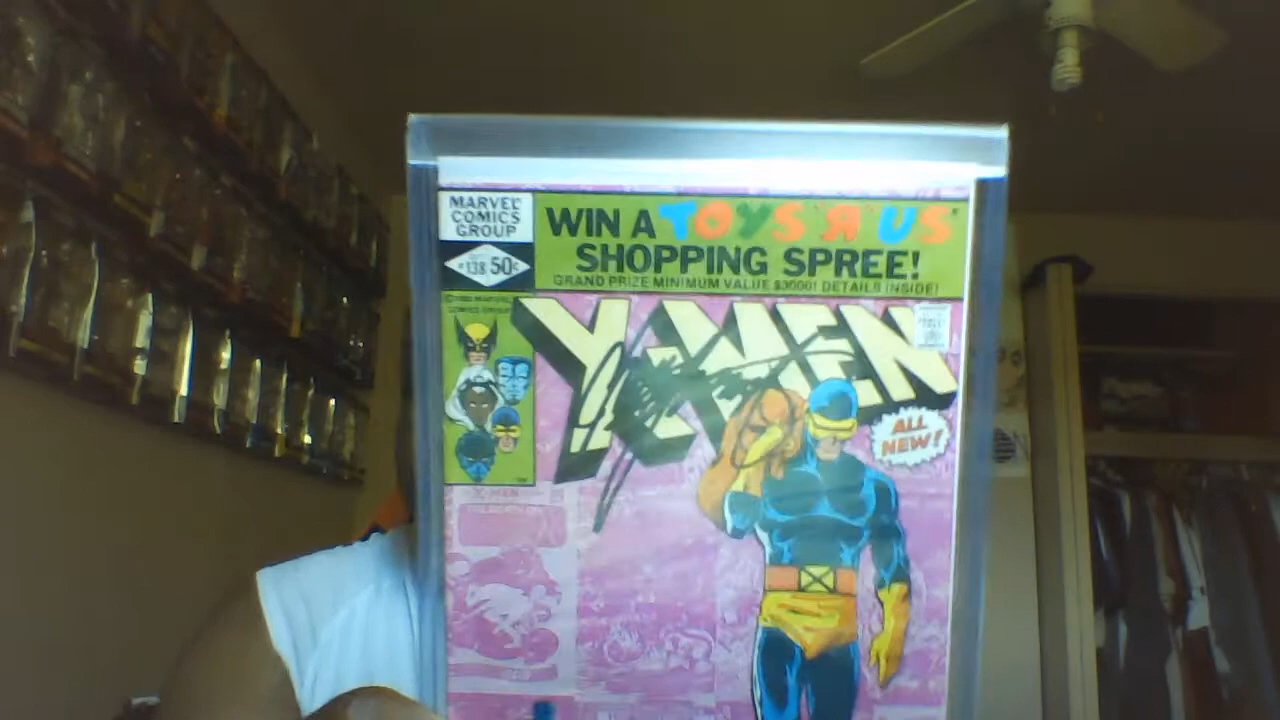 MARVEL
COMICS
GROUP
WIN A TOYS "R" US
SHOPPING SPREE!
GRAND PRIZE MINIMUM VALUE $3000! DETAILS INSIDE!
#138 50¢
X-MEN
ALL
NEW!
X-MEN